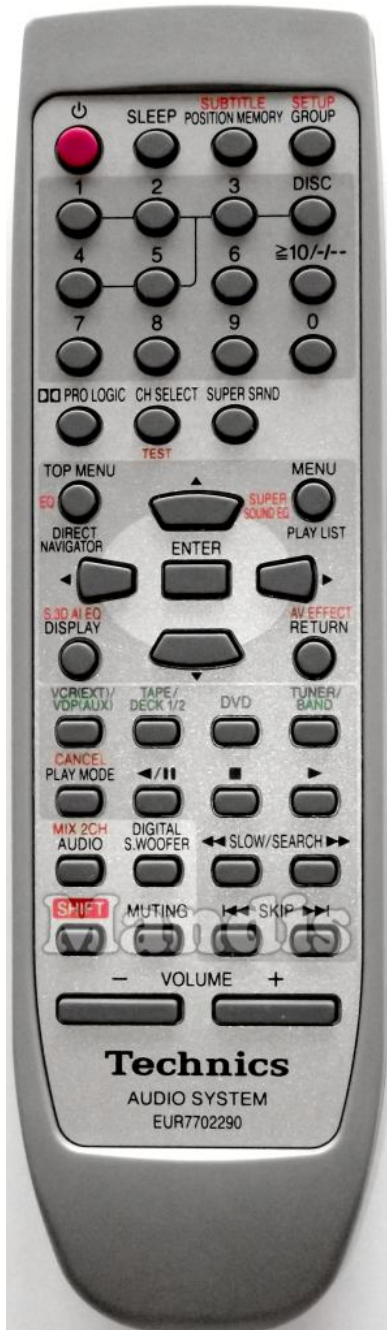 SUBTITLE SETUP
SLEEP POSITION MEMORY GROUP
1 2 3 DISC
4 5 6 ≧10/-/--
7 8 9 0
PRO LOGIC CH SELECT SUPER SRND
TEST
TOP MENU MENU
EQ SUPER SOUND EQ
DIRECT NAVIGATOR ENTER PLAY LIST
S.3D AI EQ AV EFFECT
DISPLAY RETURN
VCR(EXT)/ TAPE/ DVD TUNER/
VDP(AUX) DECK 1/2 BAND
CANCEL
PLAY MODE ◀/❚❚ ■ ▶
MIX 2CH DIGITAL
AUDIO S.WOOFER ◀◀ SLOW/SEARCH ▶▶
SHIFT MUTING |◀◀ SKIP ▶▶|
Mandis
− VOLUME +
Technics
AUDIO SYSTEM
EUR7702290